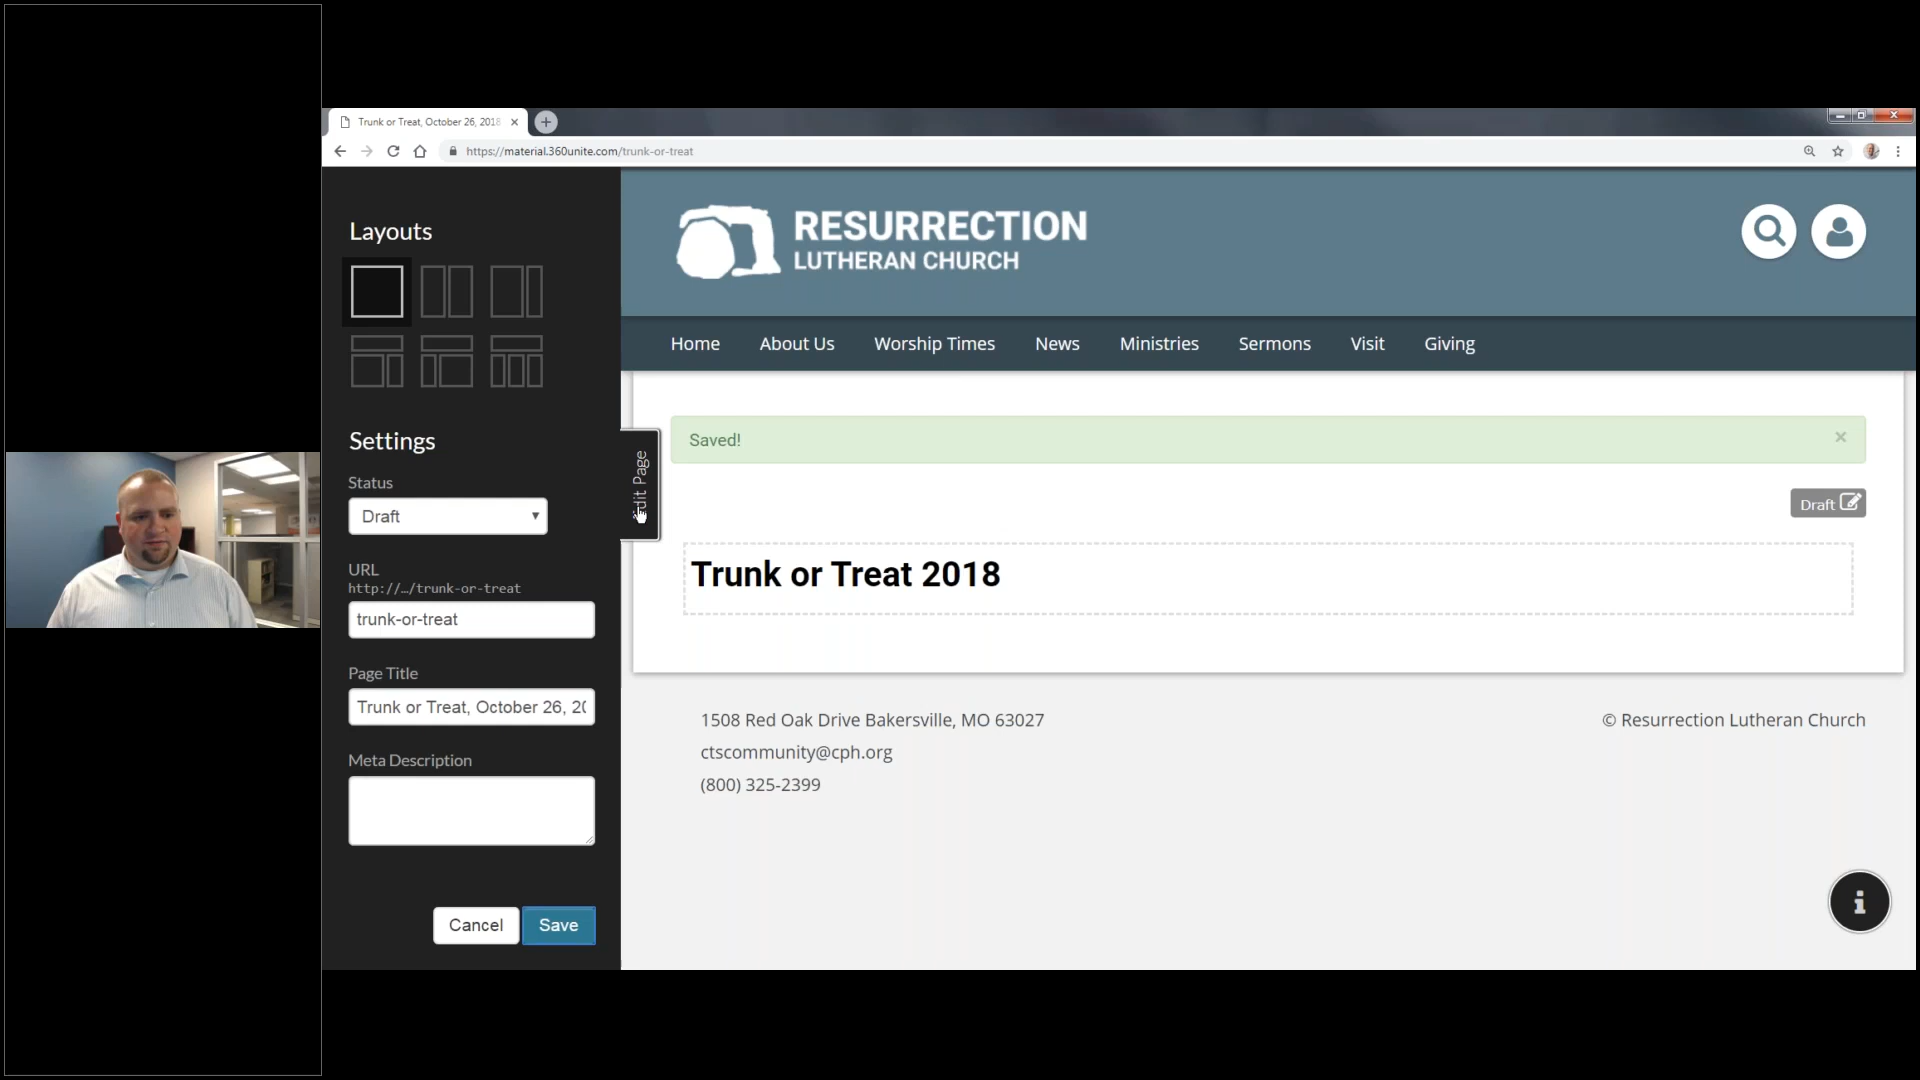 Trunk or Treat, October 26, 2018
https://material.360unite.com/trunk-or-treat
Layouts
Settings
Status
Draft
URL
http://…/trunk-or-treat
trunk-or-treat
Page Title
Trunk or Treat, October 26, 20
Meta Description
Cancel
Save
RESURRECTION
LUTHERAN CHURCH
Home
About Us
Worship Times
News
Ministries
Sermons
Visit
Giving
Edit Page
Saved!
Draft
Trunk or Treat 2018
1508 Red Oak Drive Bakersville, MO 63027
© Resurrection Lutheran Church
ctscommunity@cph.org
(800) 325-2399